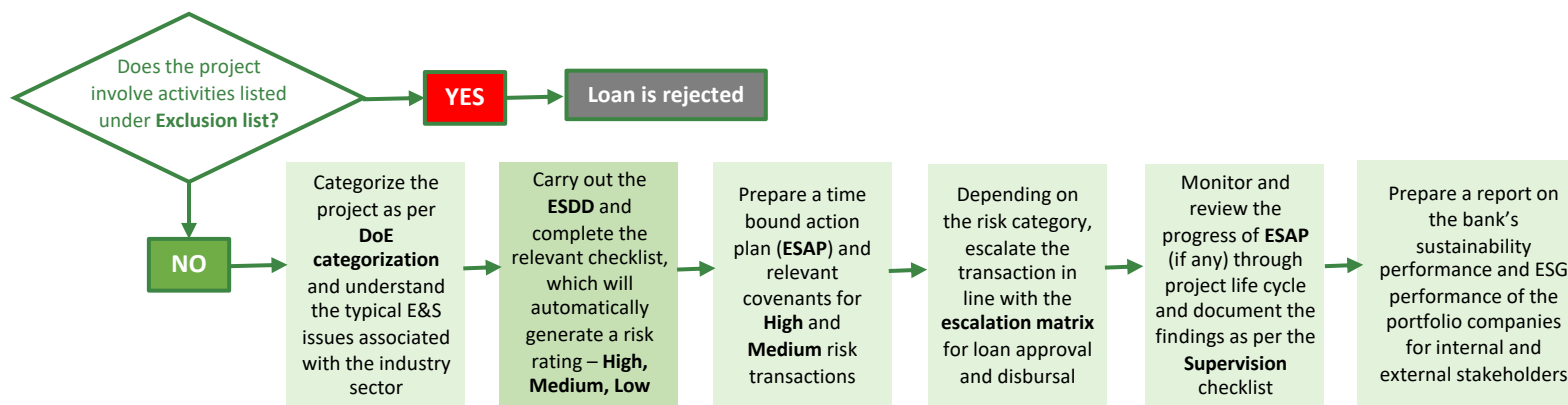 Does the project
involve activities listed
under Exclusion list?
YES
Loan is rejected
NO
Categorize the
project as per
DoE
categorization
and understand
the typical E&S
issues associated
with the industry
sector
Carry out the
ESDD and
complete the
relevant checklist,
which will
automatically
generate a risk
rating – High,
Medium, Low
Prepare a time
bound action
plan (ESAP) and
relevant
covenants for
High and
Medium risk
transactions
Depending on
the risk category,
escalate the
transaction in
line with the
escalation matrix
for loan approval
and disbursal
Monitor and
review the
progress of ESAP
(if any) through
project life cycle
and document the
findings as per the
Supervision
checklist
Prepare a report on
the bank's
sustainability
performance and ESG
performance of the
portfolio companies
for internal and
external stakeholders